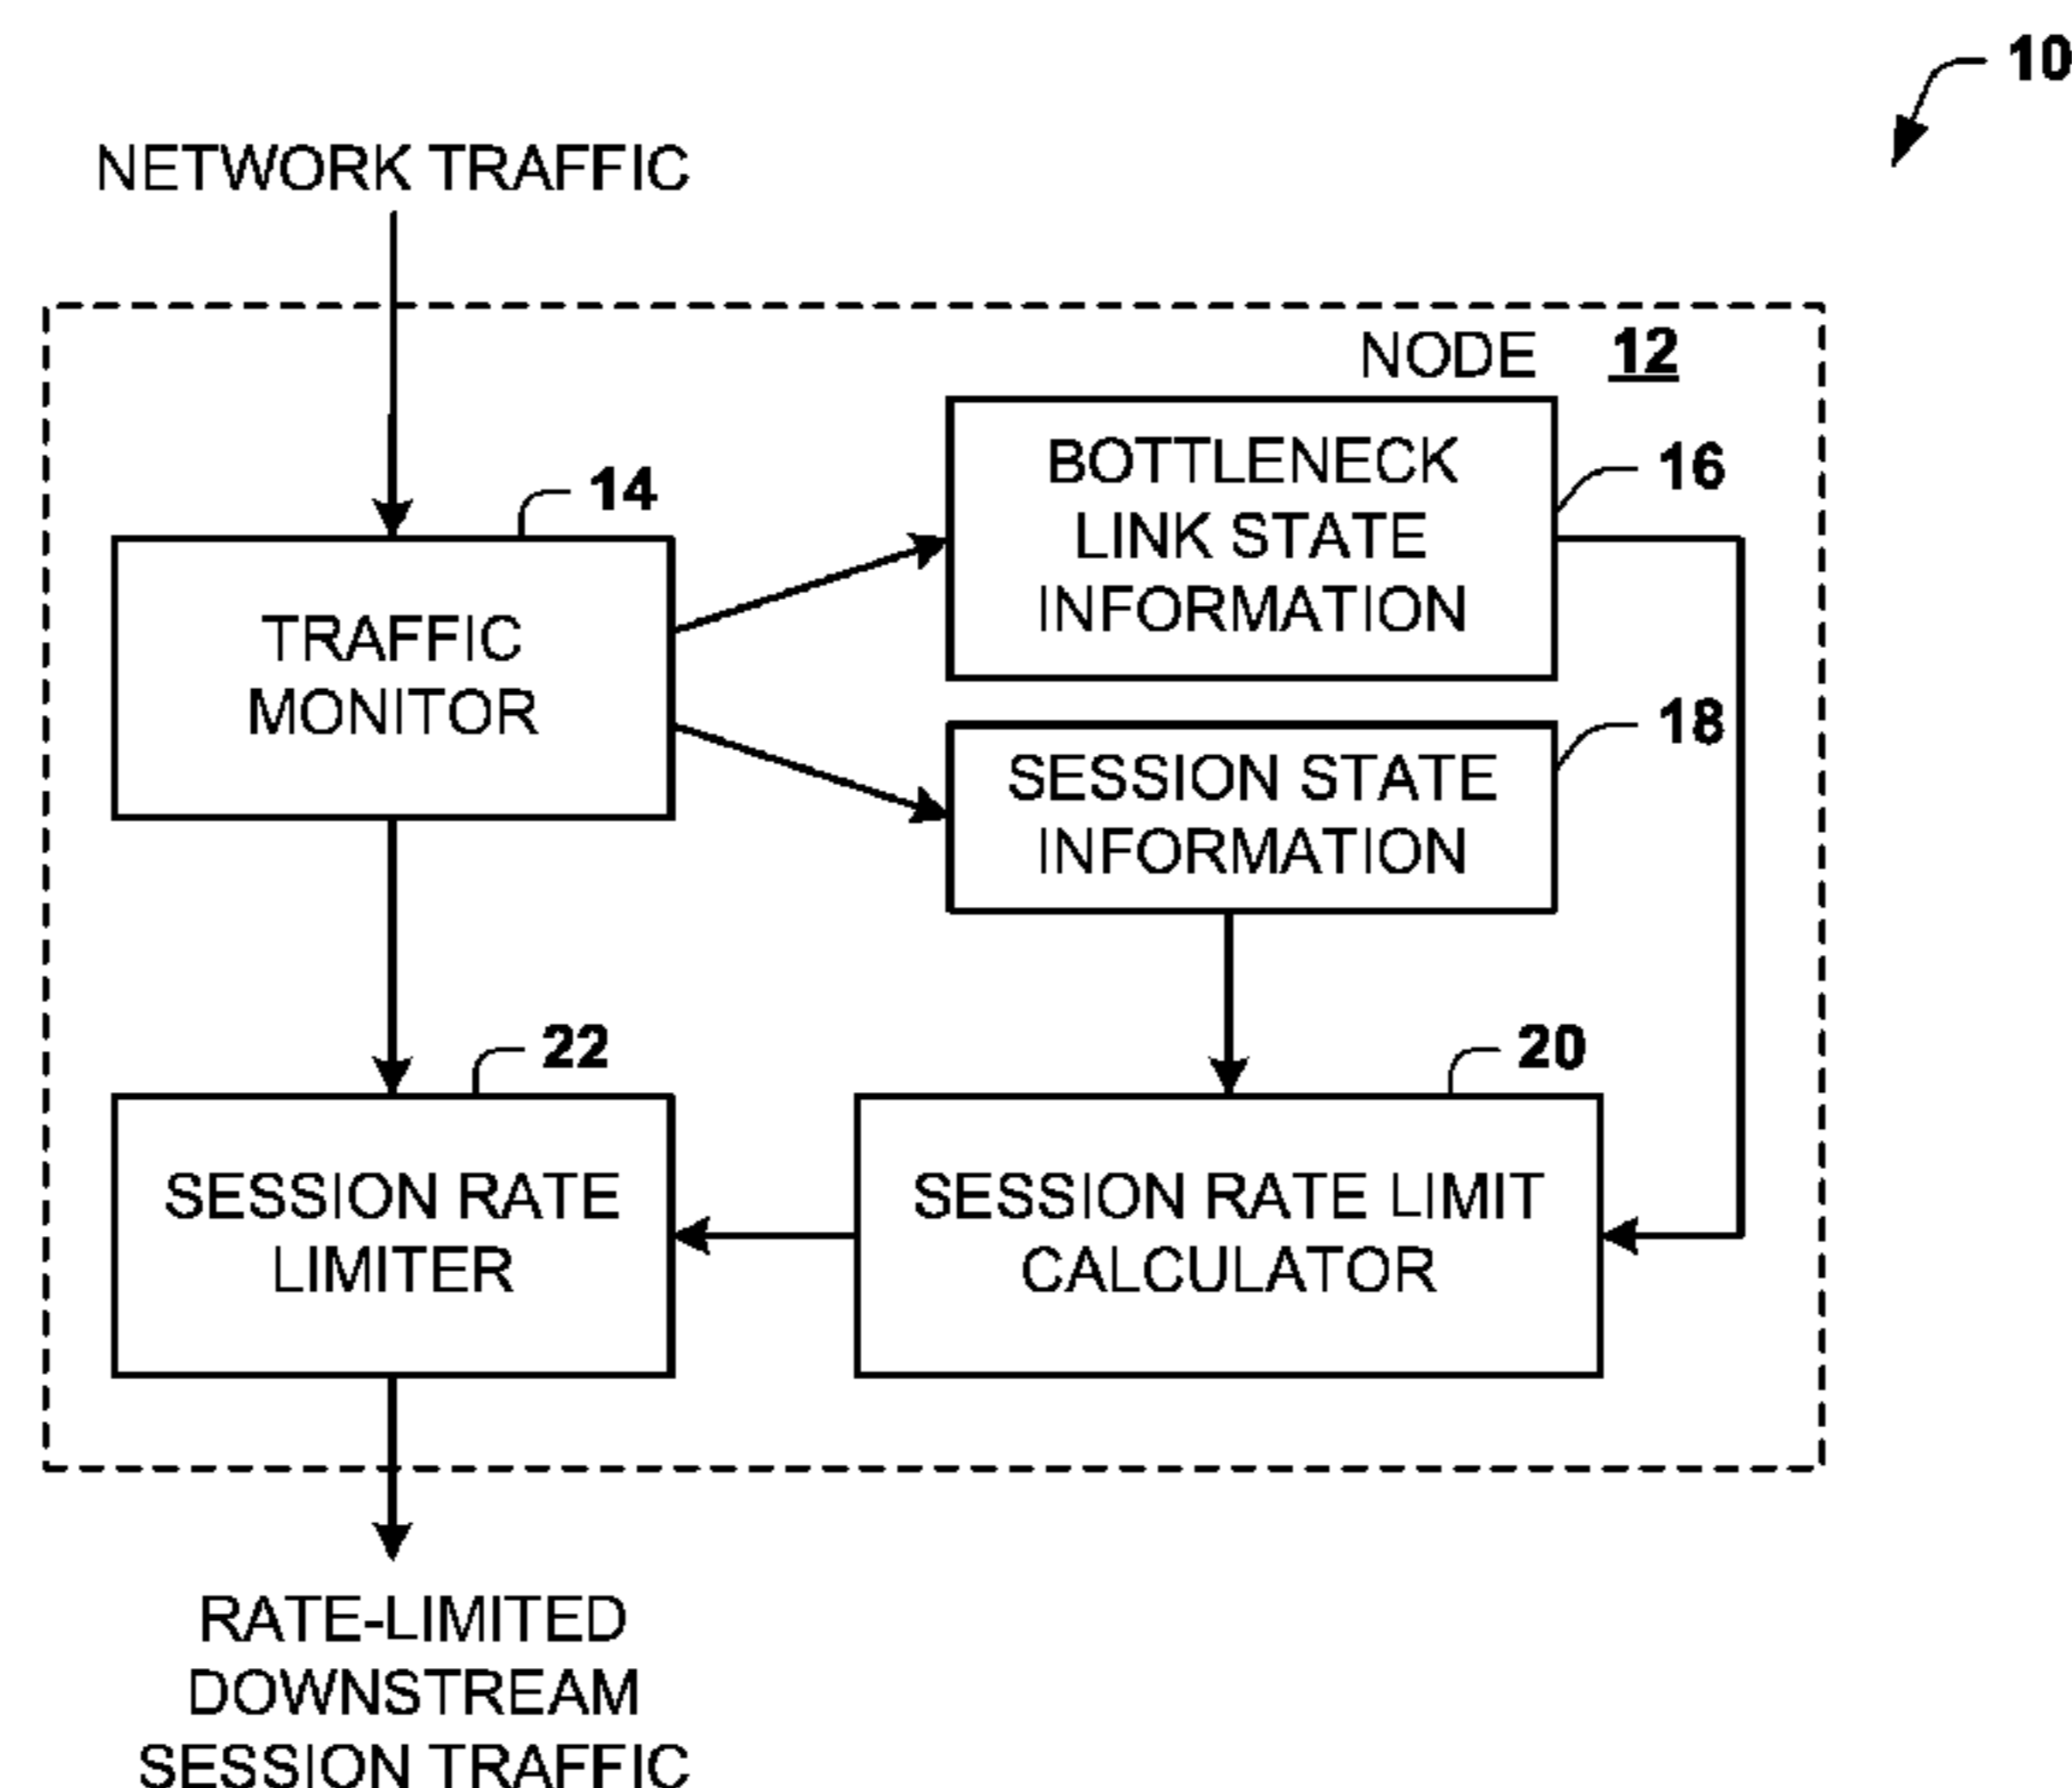 10
NETWORK TRAFFIC
NODE 12
BOTTLENECK
LINK STATE
INFORMATION
16
14
TRAFFIC
MONITOR
18
SESSION STATE
INFORMATION
22
20
SESSION RATE
LIMITER
SESSION RATE LIMIT
CALCULATOR
RATE-LIMITED
DOWNSTREAM
SESSION TRAFFIC